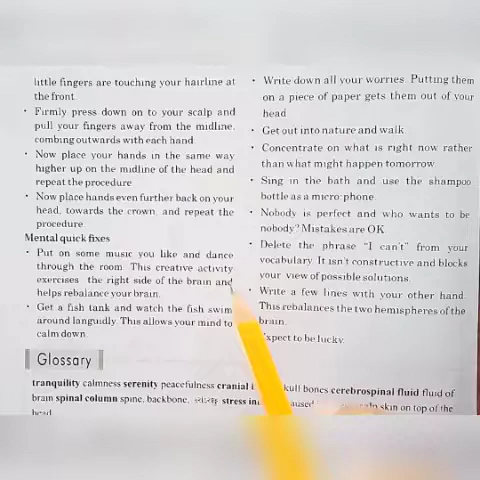 little fingers are touching your hairline at
the front.
• Firmly press down on to your scalp and
pull your fingers away from the midline,
combing outwards with each hand
• Now place your hands in the same way
higher up on the midline of the head and
repeat the procedure
• Now place hands even further back on your
head, towards the crown, and repeat the
procedure.
Mental quick fixes
• Put on some music you like and dance
through the room. This creative activity
exercises the right side of the brain and
helps rebalance your brain.
• Get a fish tank and watch the fish swim
around languidly. This allows your mind to
calm down.
• Write down all your worries. Putting them
on a piece of paper gets them out of your
head
• Get out into nature and walk
• Concentrate on what is right now rather
than what might happen tomorrow.
• Sing in the bath and use the shampoo
bottle as a micro phone.
• Nobody is perfect and who wants to be
nobody? Mistakes are OK
• Delete the phrase "I can't" from your
vocabulary. It isn't constructive and blocks
your view of possible solutions.
• Write a few lines with your other hand.
This rebalances the two hemispheres of the
brain.
xpect to be lucky.
Glossary
tranquility calmness serenity peacefulness cranial kull bones cerebrospinal fluid fluid of
brain spinal column spine, backbone, stress in aused skin on top of the
head